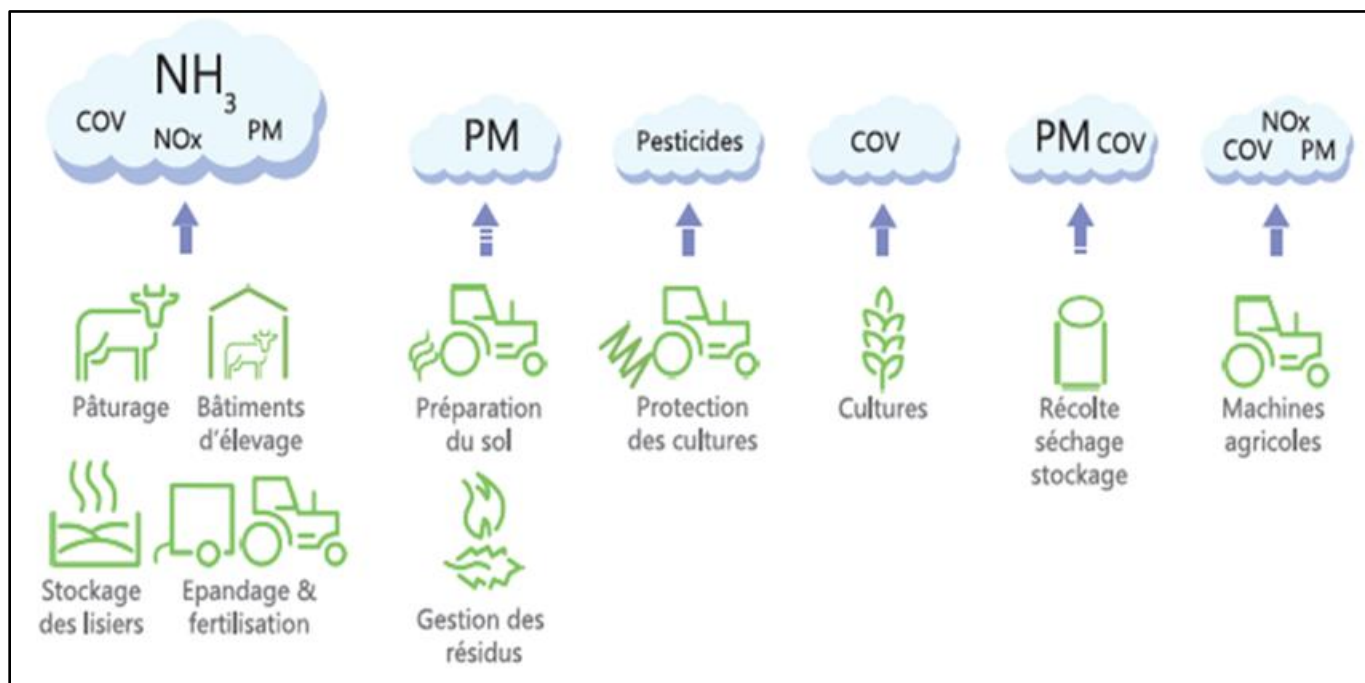 NH3
COV NOx PM
PM
Pesticides
COV
PM COV
NOx
COV PM
Pâturage
Bâtiments
d'élevage
Préparation
du sol
Protection
des cultures
Cultures
Récolte
séchage
stockage
Machines
agricoles
Stockage
des lisiers
Epandage &
fertilisation
Gestion des
résidus